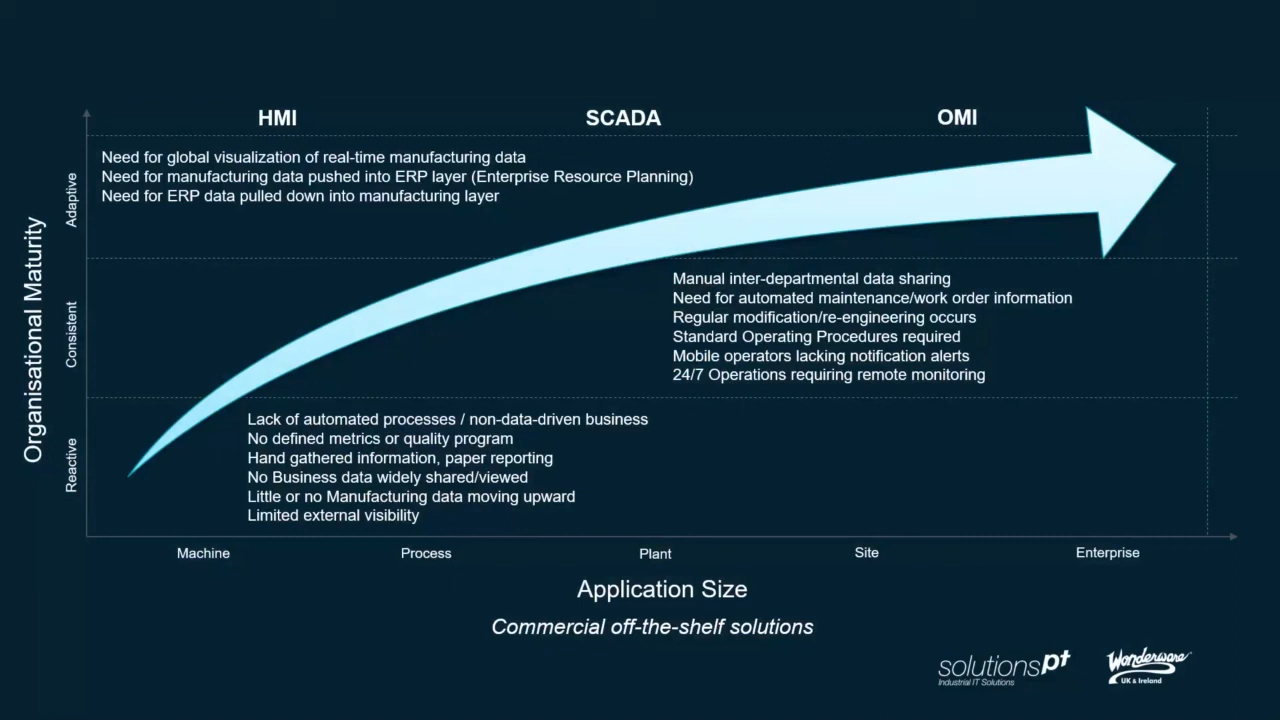 HMI
SCADA
OMI
Organisational Maturity
Adaptive
Need for global visualization of real-time manufacturing data
Need for manufacturing data pushed into ERP layer (Enterprise Resource Planning)
Need for ERP data pulled down into manufacturing layer
Consistent
Manual inter-departmental data sharing
Need for automated maintenance/work order information
Regular modification/re-engineering occurs
Standard Operating Procedures required
Mobile operators lacking notification alerts
24/7 Operations requiring remote monitoring
Reactive
Lack of automated processes / non-data-driven business
No defined metrics or quality program
Hand gathered information, paper reporting
No Business data widely shared/viewed
Little or no Manufacturing data moving upward
Limited external visibility
Machine
Process
Plant
Site
Enterprise
Application Size
Commercial off-the-shelf solutions
solutionspt
Industrial IT Solutions
Wonderware
UK & Ireland